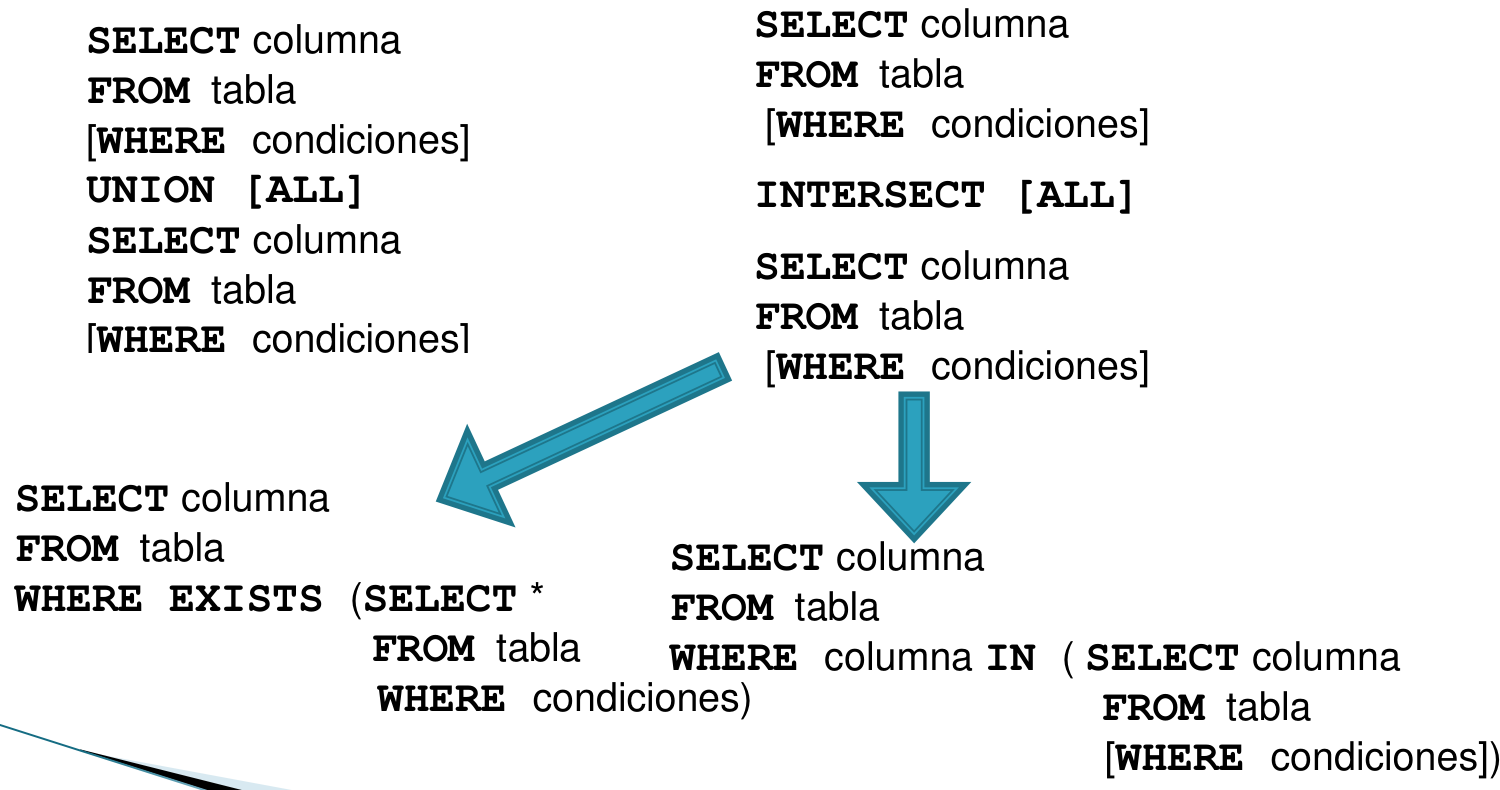 SELECT columna
FROM tabla
[WHERE condiciones]
UNION [ALL]
SELECT columna
FROM tabla
[WHERE condiciones]
SELECT columna
FROM tabla
[WHERE condiciones]
INTERSECT [ALL]
SELECT columna
FROM tabla
[WHERE condiciones]
SELECT columna
FROM tabla
WHERE EXISTS (SELECT *
FROM tabla
WHERE condiciones)
SELECT columna
FROM tabla
WHERE columna IN ( SELECT columna
FROM tabla
[WHERE condiciones])